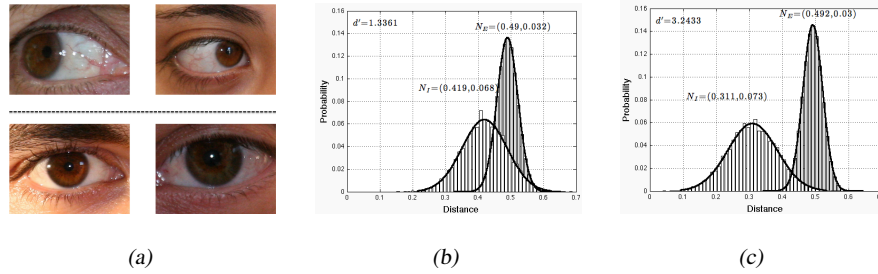 d'=1.3361
N_E=(0.49,0.032)
N_I=(0.419,0.068)
Probability
0.16
0.14
0.12
0.1
0.08
0.06
0.04
0.02
0
0 0.1 0.2 0.3 0.4 0.5 0.6 0.7
Distance
d'=3.2433
N_E=(0.492,0.03)
N_I=(0.311,0.073)
Probability
0.16
0.14
0.12
0.1
0.08
0.06
0.04
0.02
0
0 0.1 0.2 0.3 0.4 0.5 0.6
Distance
(a) (b) (c)